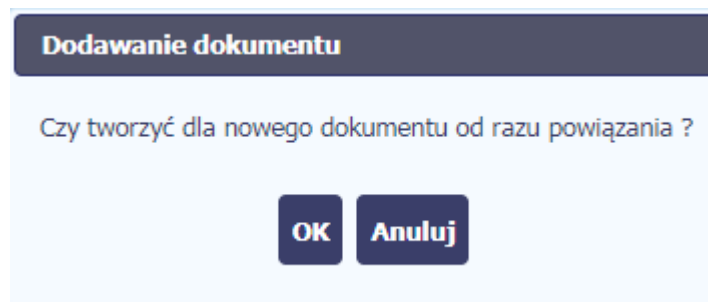 Dodawanie dokumentu
Czy tworzyć dla nowego dokumentu od razu powiązania ?
OK Anuluj